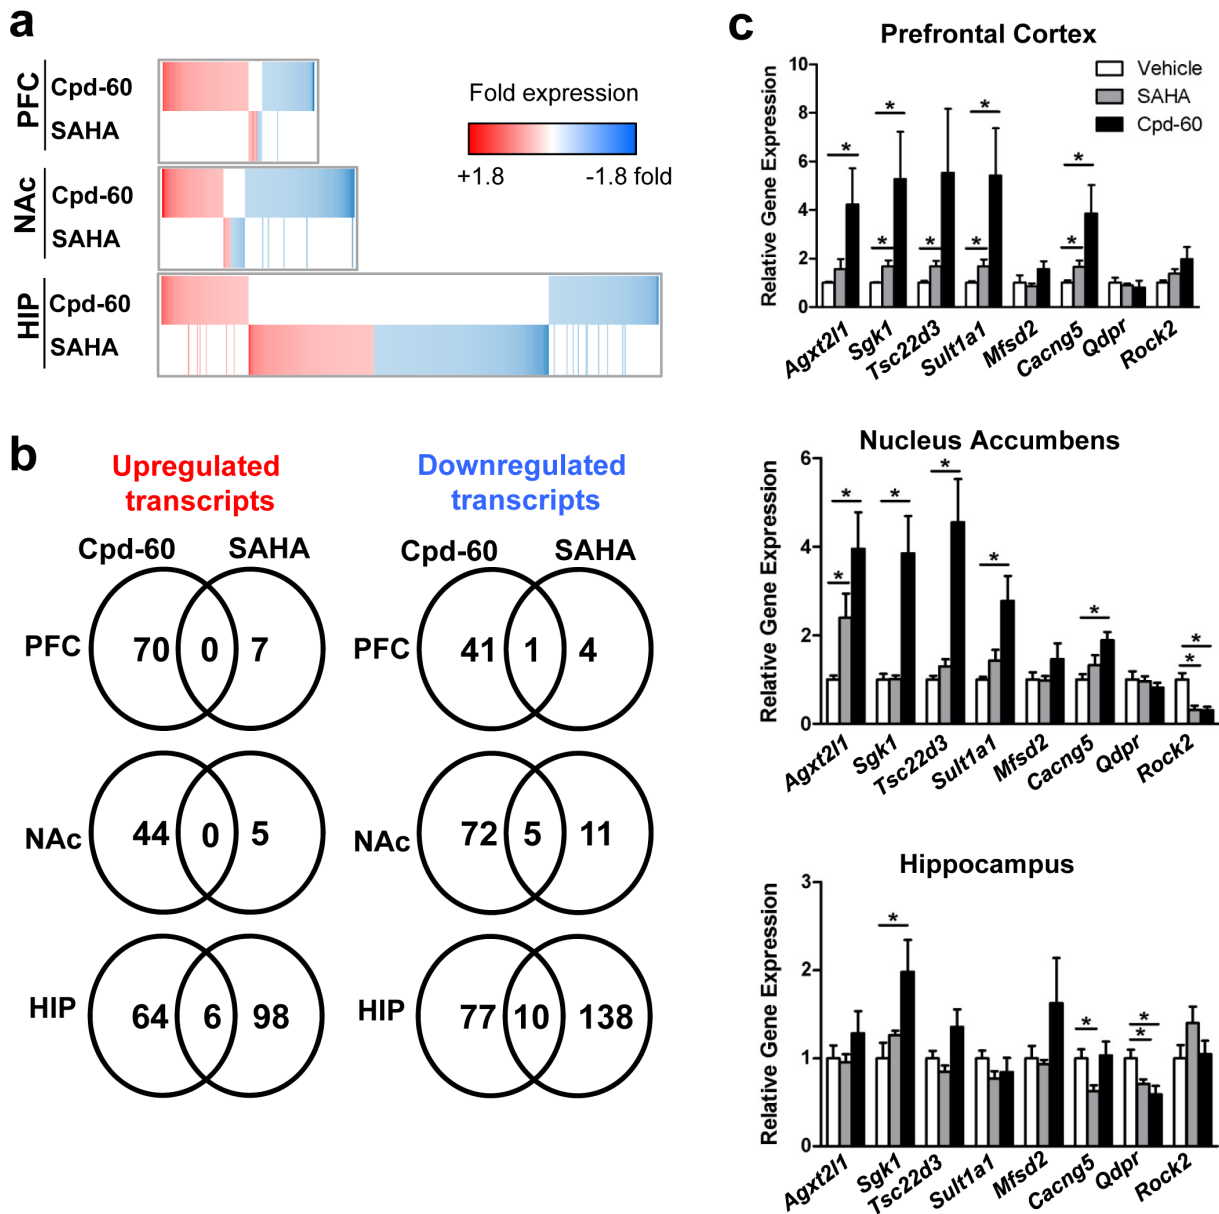 a
PFC
Cpd-60
SAHA
NAc
Cpd-60
SAHA
HIP
Cpd-60
SAHA
Fold expression
+1.8
-1.8 fold
b
Upregulated
transcripts
Downregulated
transcripts
Cpd-60 SAHA
Cpd-60 SAHA
PFC 70 0 7
PFC 41 1 4
NAc 44 0 5
NAc 72 5 11
HIP 64 6 98
HIP 77 10 138
c
Prefrontal Cortex
Vehicle
SAHA
Cpd-60
Relative Gene Expression
10
8
6
4
2
0
* * * * * * * *
Agxt2l1 Sgk1 Tsc22d3 Sult1a1 Mfsd2 Cacng5 Qdpr Rock2
Nucleus Accumbens
Relative Gene Expression
6
4
2
0
* * * * * * * *
Agxt2l1 Sgk1 Tsc22d3 Sult1a1 Mfsd2 Cacng5 Qdpr Rock2
Hippocampus
Relative Gene Expression
3
2
1
0
* * * *
Agxt2l1 Sgk1 Tsc22d3 Sult1a1 Mfsd2 Cacng5 Qdpr Rock2